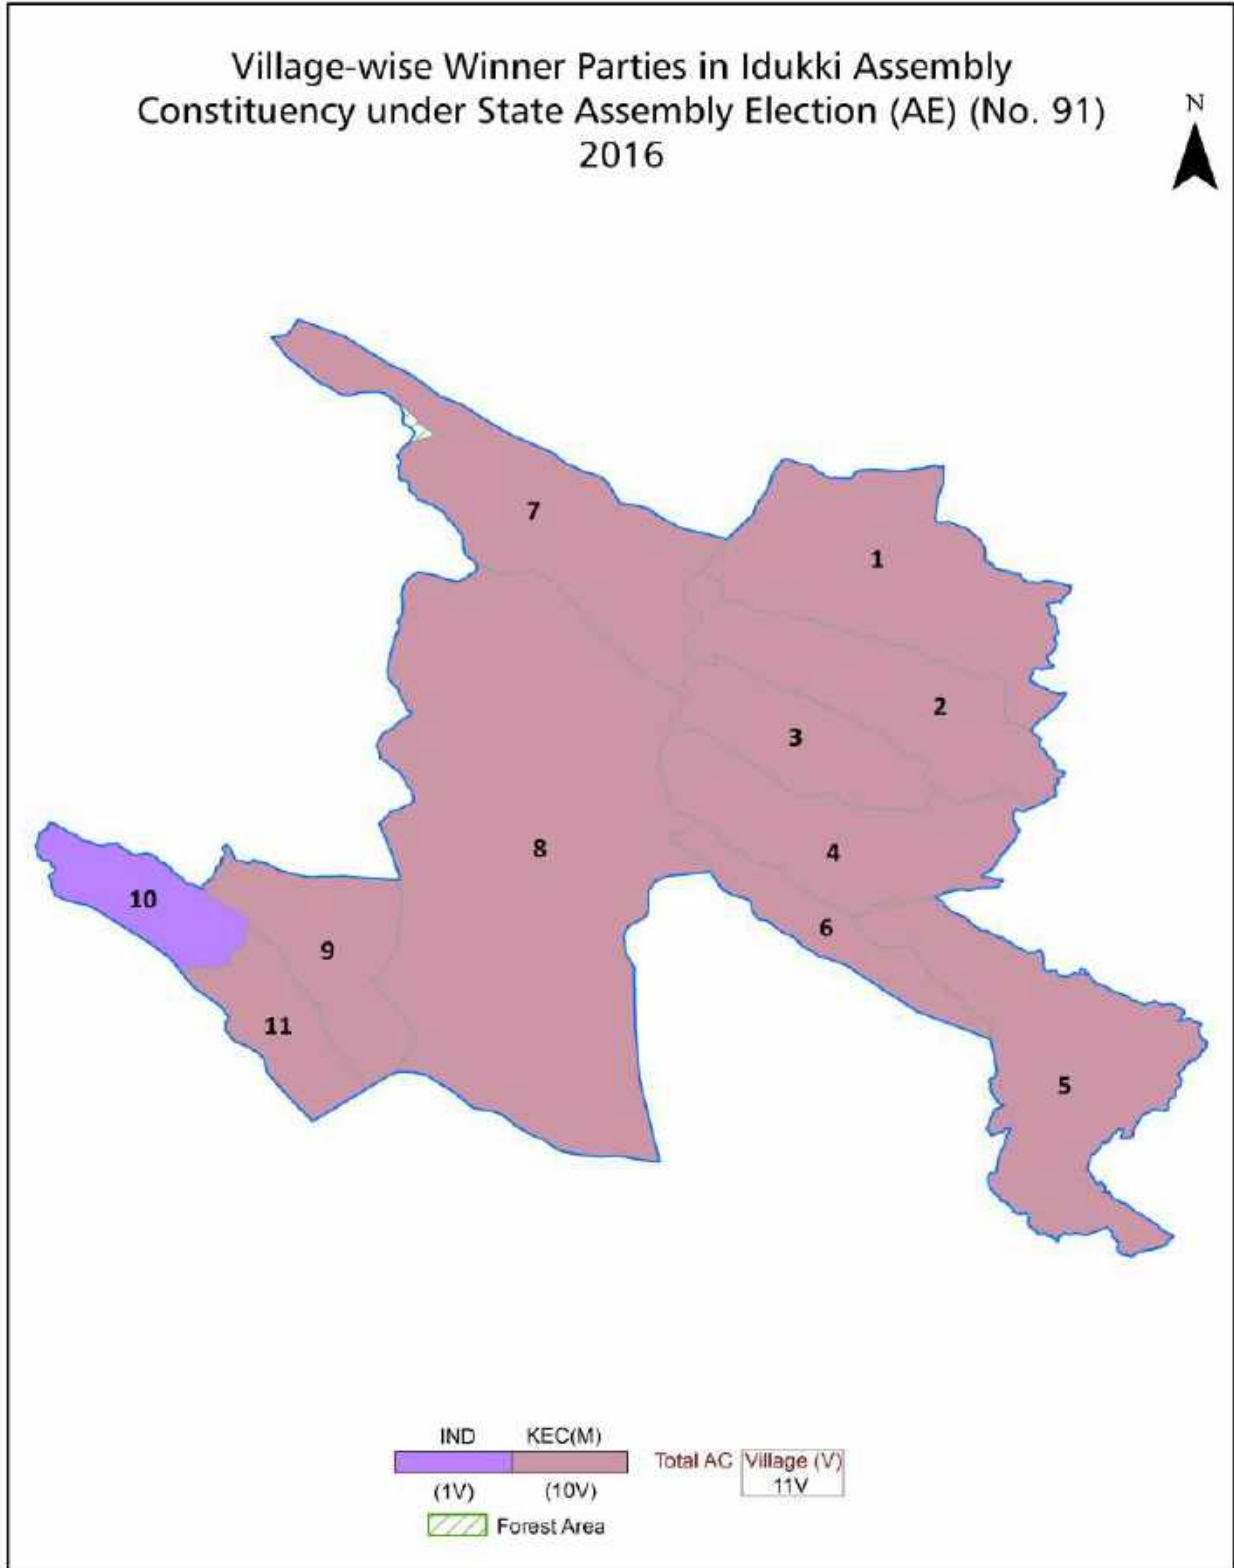 Village-wise Winner Parties in Idukki Assembly
Constituency under State Assembly Election (AE) (No. 91)
2016
N
7
1
2
3
8
4
10
6
9
11
5
IND KEC(M)
Total AC Village (V)
11V
(1V) (10V)
Forest Area